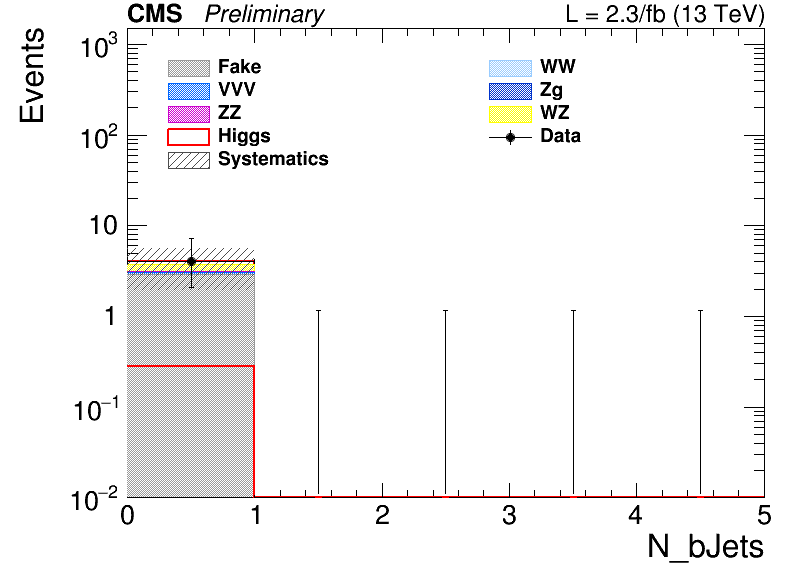 CMS Preliminary L = 2.3/fb (13 TeV)
Events
10³
10²
10
1
10⁻¹
10⁻²
Fake WW
VVV Zg
ZZ WZ
Higgs Data
Systematics
0 1 2 3 4 5
N_bJets